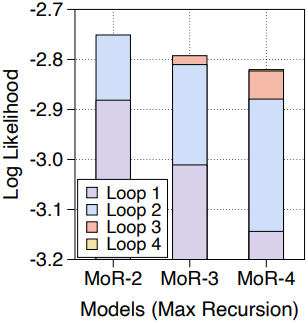 Log Likelihood
-2.7
-2.8
-2.9
-3.0
-3.1
-3.2
Loop 1
Loop 2
Loop 3
Loop 4
MoR-2 MoR-3 MoR-4
Models (Max Recursion)